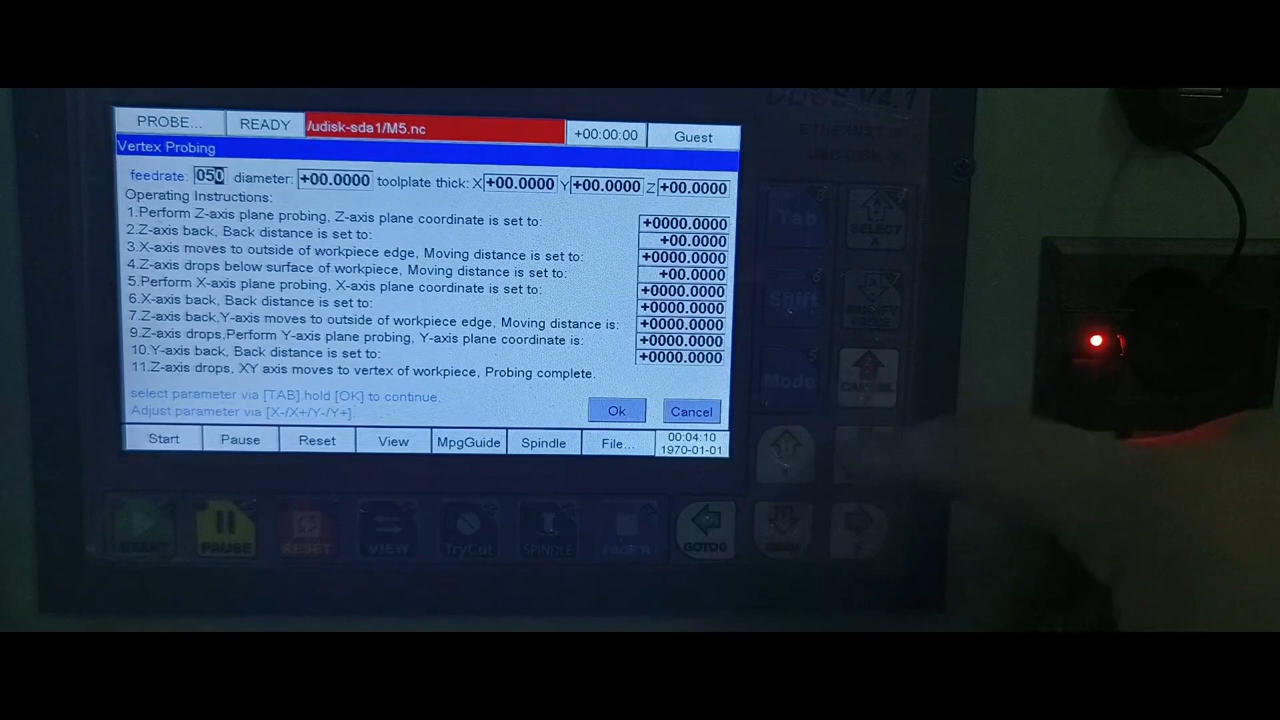 DDCS V4.1
PROBE... READY /udisk-sda1/M5.nc +00:00:00 Guest
Vertex Probing
feedrate: 050 diameter: +00.0000 toolplate thick: X +00.0000 Y +00.0000 Z +00.0000
Operating Instructions:
1.Perform Z-axis plane probing, Z-axis plane coordinate is set to: +0000.0000
2.Z-axis back, Back distance is set to: +00.0000
3.X-axis moves to outside of workpiece edge, Moving distance is set to: +0000.0000
4.Z-axis drops below surface of workpiece, Moving distance is set to: +00.0000
5.Perform X-axis plane probing, X-axis plane coordinate is set to: +0000.0000
6.X-axis back, Back distance is set to: +0000.0000
7.Z-axis back,Y-axis moves to outside of workpiece edge, Moving distance is: +0000.0000
9.Z-axis drops,Perform Y-axis plane probing, Y-axis plane coordinate is: +0000.0000
10.Y-axis back, Back distance is set to: +0000.0000
11.Z-axis drops, XY axis moves to vertex of workpiece, Probing complete.
select parameter via [TAB],hold [OK] to continue.
Adjust parameter via [X-/X+/Y-/Y+].
Ok Cancel
Start Pause Reset View MpgGuide Spindle File... 00:04:10
1970-01-01
Tab SELECT
Shift
Mode
START PAUSE RESET VIEW TryCut SPINDLE GOTO0